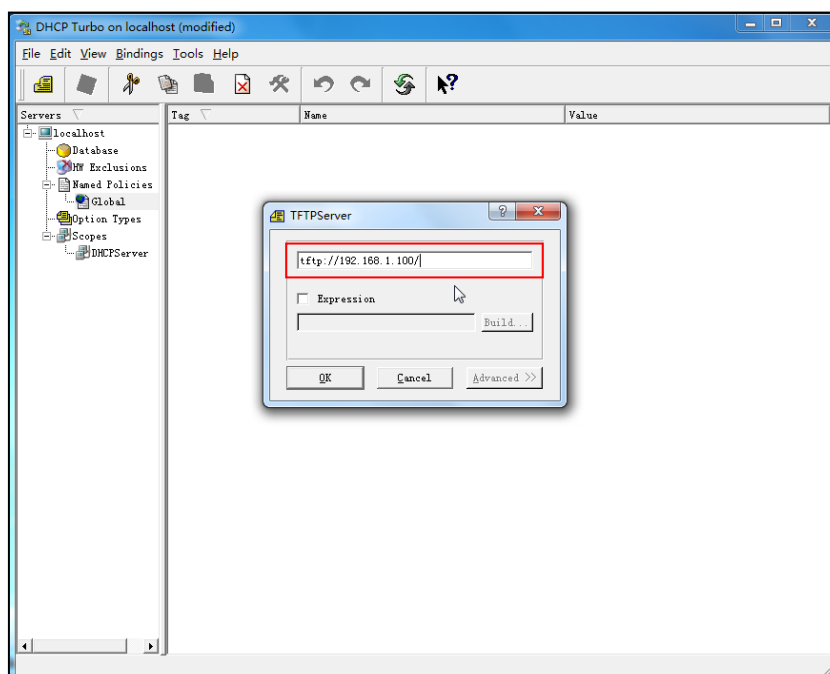 DHCP Turbo on localhost (modified)
File Edit View Bindings Tools Help
Servers Tag Name Value
localhost
Database
HW Exclusions
Named Policies
Global
Option Types
Scopes
DHCPServer
TFTPServer
tftp://192.168.1.100/
Expression
Build...
OK Cancel Advanced >>